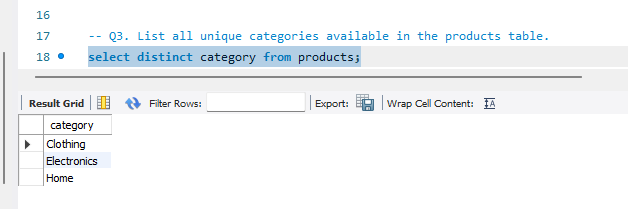 16
17 -- Q3. List all unique categories available in the products table.
18 select distinct category from products;
Result Grid Filter Rows: Export: Wrap Cell Content: IA
category
Clothing
Electronics
Home